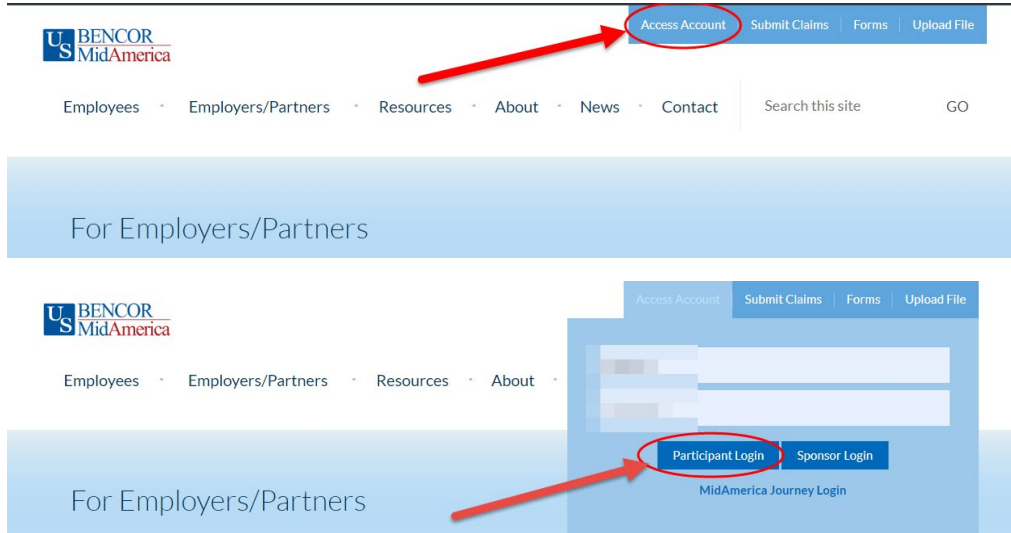 US BENCOR
MidAmerica
Access Account Submit Claims Forms Upload File
Employees Employers/Partners Resources About News Contact Search this site GO
For Employers/Partners
US BENCOR
MidAmerica
Access Account Submit Claims Forms Upload File
Employees Employers/Partners Resources About
Participant Login Sponsor Login
MidAmerica Journey Login
For Employers/Partners